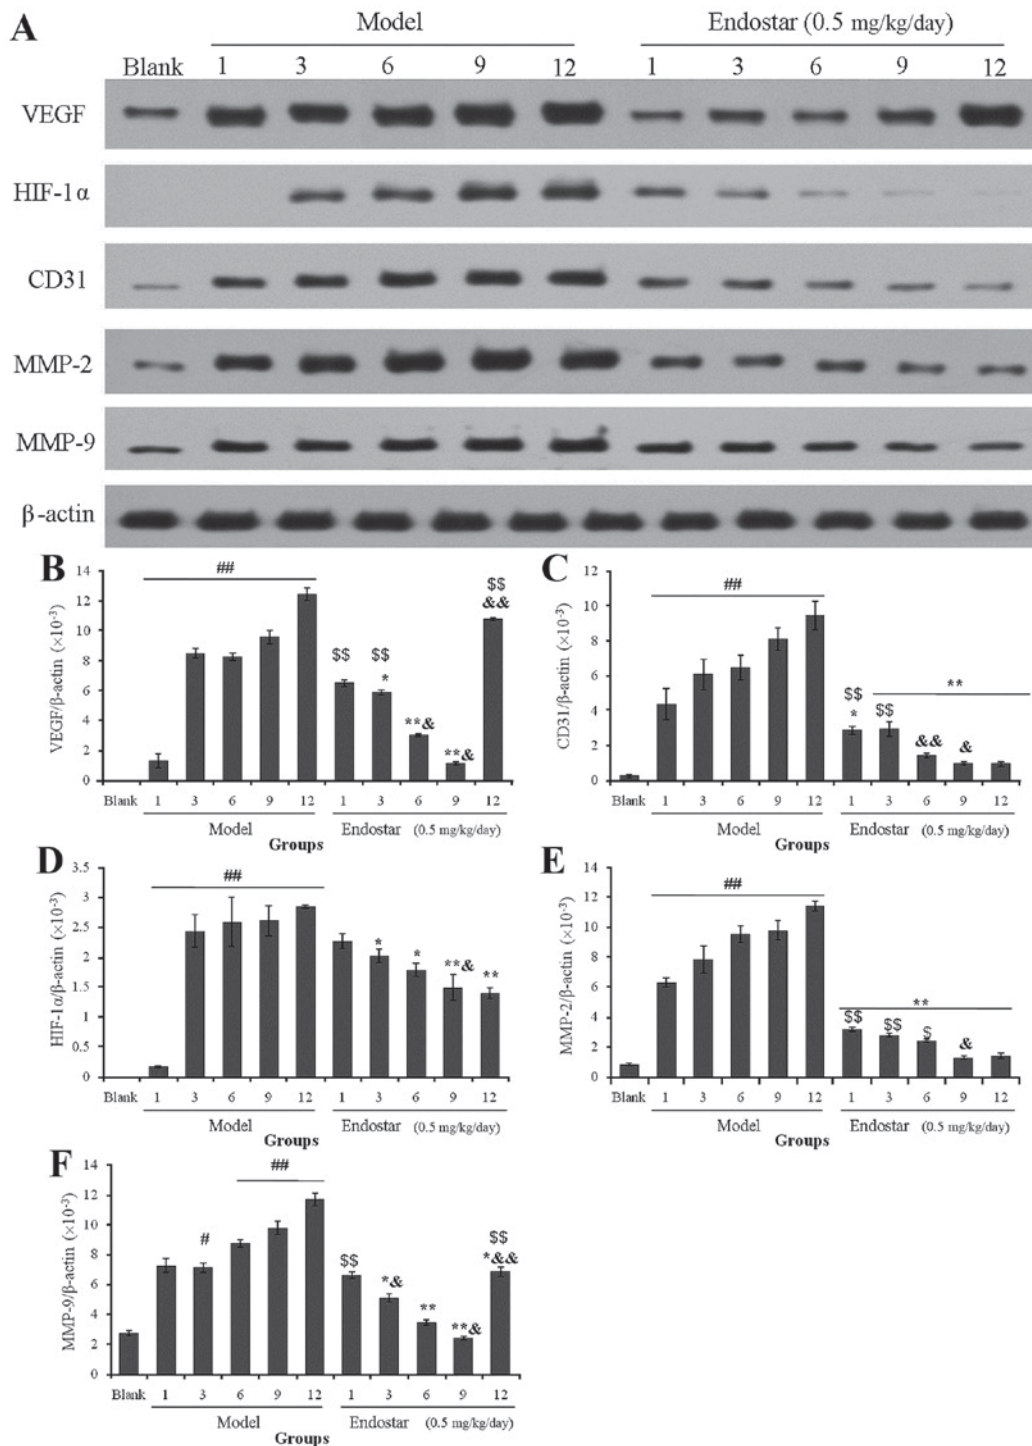 A
Model
Endostar (0.5 mg/kg/day)
Blank 1 3 6 9 12 1 3 6 9 12
VEGF
HIF-1α
CD31
MMP-2
MMP-9
β-actin
B
VEGF/β-actin (×10⁻³)
14
12
10
8
6
4
2
0
##
$$
$$
*
**&
**&
$$
&&
Blank 1 3 6 9 12 1 3 6 9 12
Model Endostar (0.5 mg/kg/day)
Groups
C
CD31/β-actin (×10⁻³)
12
10
8
6
4
2
0
##
$$
*
$$
**
&&
&
Blank 1 3 6 9 12 1 3 6 9 12
Model Endostar (0.5 mg/kg/day)
Groups
D
HIF-1α/β-actin (×10⁻³)
3.5
3
2.5
2
1.5
1
0.5
0
##
*
*
**&
**
Blank 1 3 6 9 12 1 3 6 9 12
Model Endostar (0.5 mg/kg/day)
Groups
E
MMP-2/β-actin (×10⁻³)
14
12
10
8
6
4
2
0
##
**
$$
$$
$
&
Blank 1 3 6 9 12 1 3 6 9 12
Model Endostar (0.5 mg/kg/day)
Groups
F
MMP-9/β-actin (×10⁻³)
14
12
10
8
6
4
2
0
#
##
$$
*&
**
**&
$$
*&&
Blank 1 3 6 9 12 1 3 6 9 12
Model Endostar (0.5 mg/kg/day)
Groups